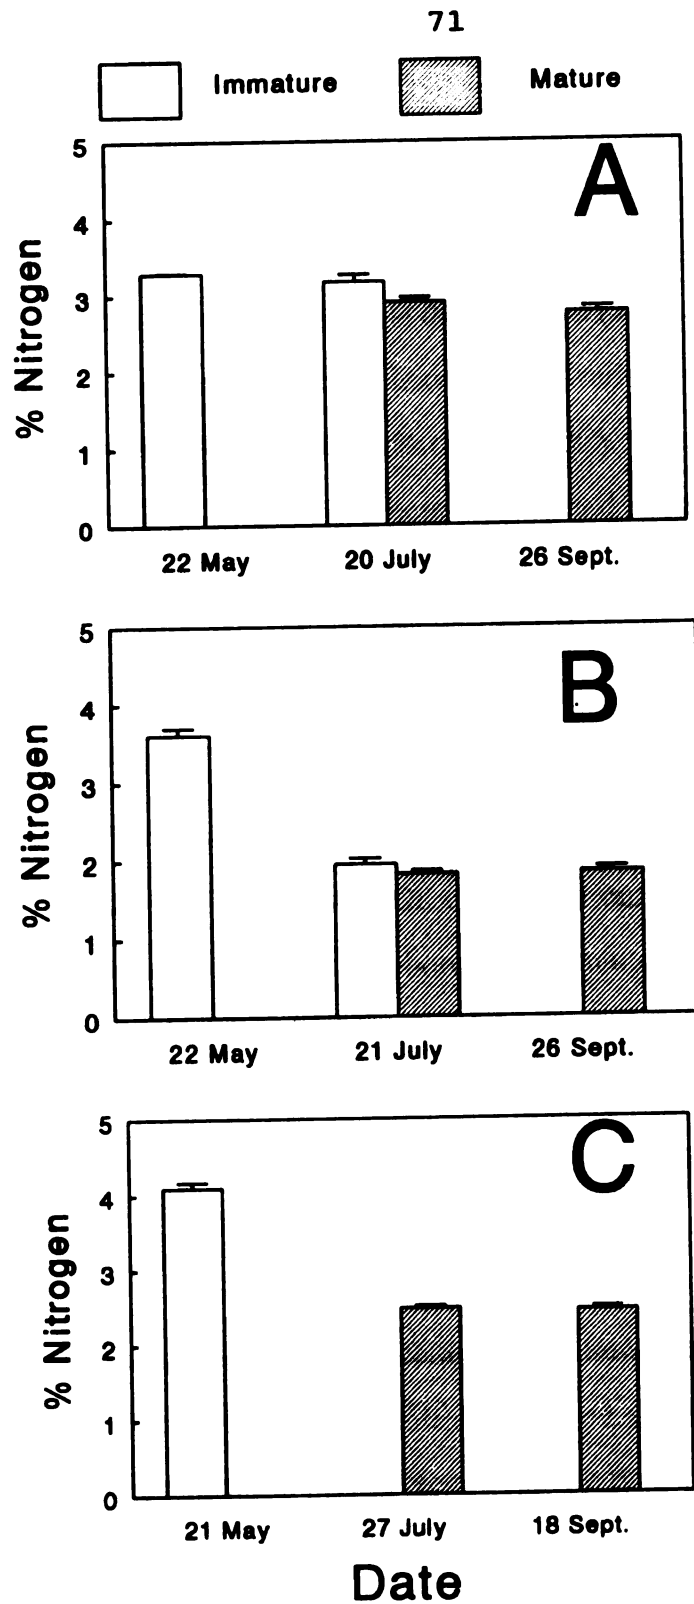 71
Immature Mature
A
5
4
3
2
1
0
% Nitrogen
22 May 20 July 26 Sept.
B
5
4
3
2
1
0
% Nitrogen
22 May 21 July 26 Sept.
C
5
4
3
2
1
0
% Nitrogen
21 May 27 July 18 Sept.
Date